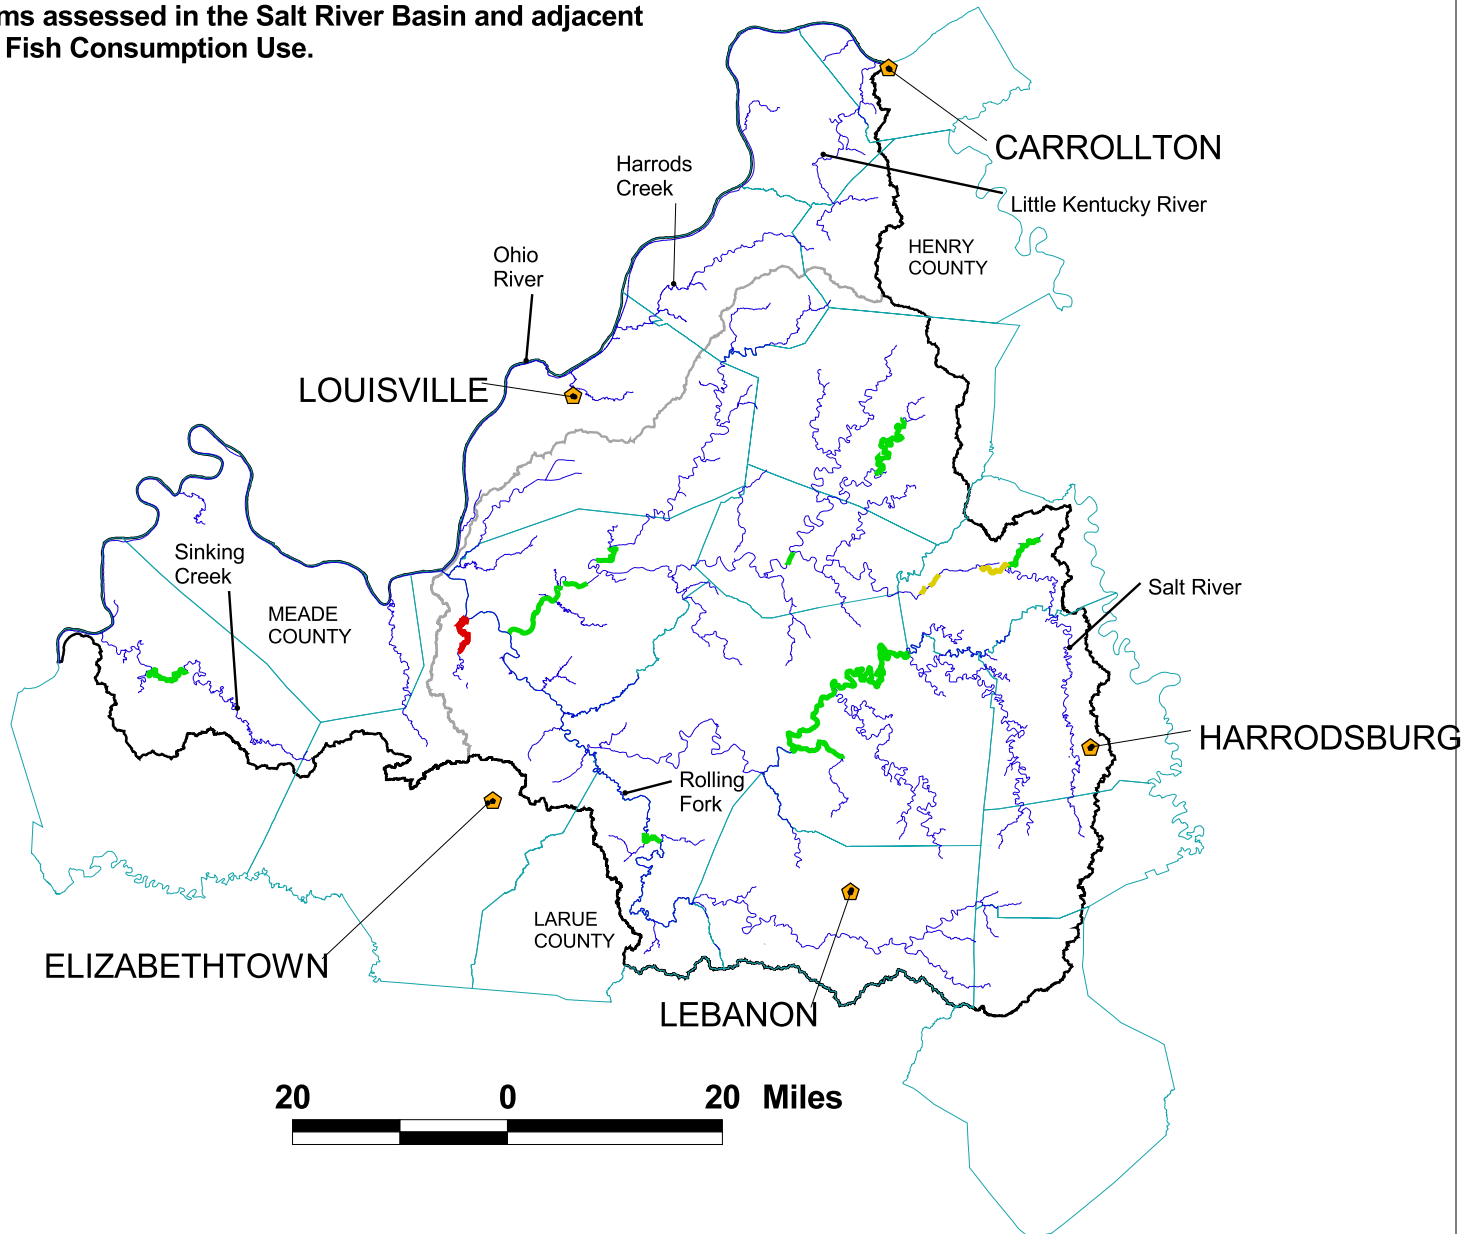 ms assessed in the Salt River Basin and adjacent
Fish Consumption Use.
CARROLLTON
Harrods
Creek
Little Kentucky River
HENRY
COUNTY
Ohio
River
LOUISVILLE
Sinking
Creek
MEADE
COUNTY
Salt River
HARRODSBURG
Rolling
Fork
LARUE
COUNTY
ELIZABETHTOWN
LEBANON
20 0 20 Miles